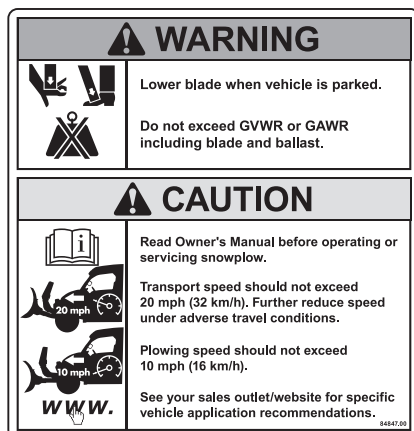 WARNING
Lower blade when vehicle is parked.
Do not exceed GVWR or GAWR
including blade and ballast.
CAUTION
Read Owner's Manual before operating or
servicing snowplow.
Transport speed should not exceed
20 mph (32 km/h). Further reduce speed
under adverse travel conditions.
20 mph
Plowing speed should not exceed
10 mph (16 km/h).
10 mph
See your sales outlet/website for specific
vehicle application recommendations.
www.
84847.00